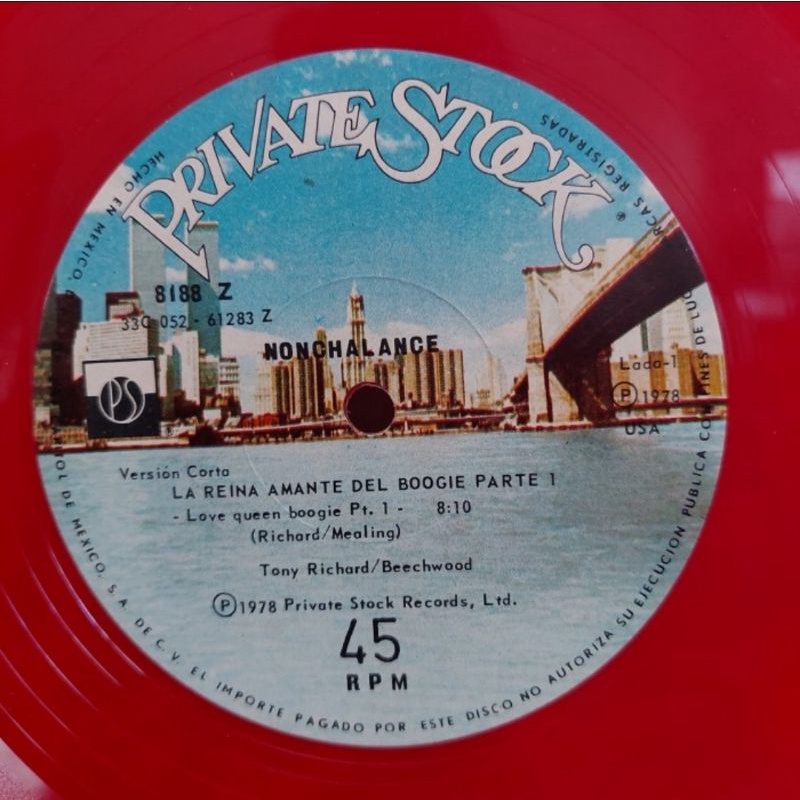 PRIVATE STOCK
®
HECHO EN MEXICO,
RCAS REGISTRADAS
8188 Z
33C 052 - 61283 Z
NONCHALANCE
PS
®
Lado-1
Ⓟ 1978
USA
Versión Corta
LA REINA AMANTE DEL BOOGIE PARTE 1
- Love queen boogie Pt. 1 - 8:10
(Richard/Mealing)
Tony Richard/Beechwood
Ⓟ1978 Private Stock Records, Ltd.
45
RPM
DE MEXICO, S. A. DE C. V. EL IMPORTE PAGADO POR ESTE DISCO NO AUTORIZA SU EJECUCION PUBLICA CON FINES DE